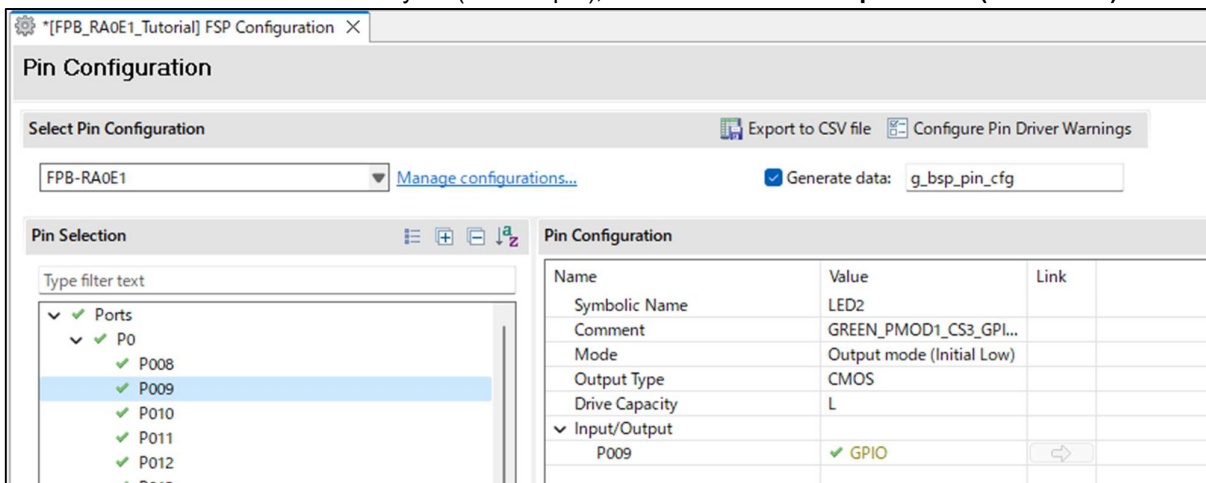 *[FPB_RA0E1_Tutorial] FSP Configuration
Pin Configuration
Select Pin Configuration
Export to CSV file
Configure Pin Driver Warnings
FPB-RA0E1
Manage configurations...
Generate data:
g_bsp_pin_cfg
Pin Selection
Pin Configuration
Type filter text
Ports
P0
P008
P009
P010
P011
P012
Name Value Link
Symbolic Name LED2
Comment GREEN_PMOD1_CS3_GPI...
Mode Output mode (Initial Low)
Output Type CMOS
Drive Capacity L
Input/Output
P009 GPIO